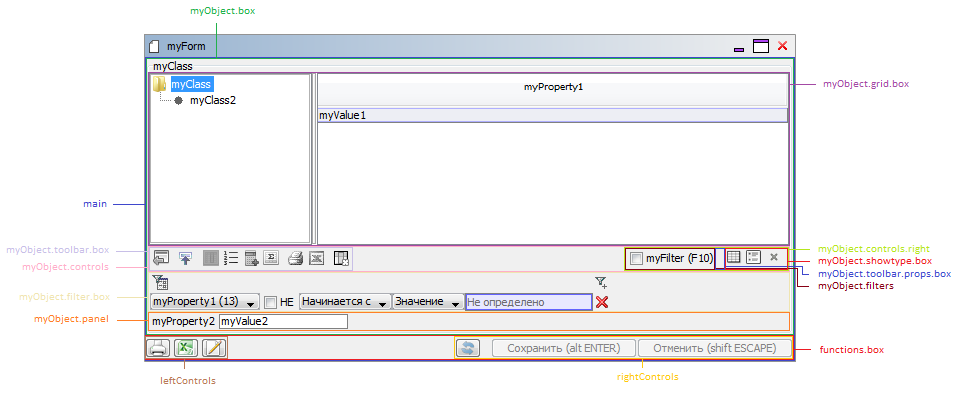 myObject.box
myForm
myClass
myClass
myProperty1
myObject.grid.box
myClass2
myValue1
main
myObject.toolbar.box
myObject.controls.right
myFilter (F10)
myObject.showtype.box
myObject.controls
myObject.toolbar.props.box
myObject.filters
myObject.filter.box
myProperty1 (13)
НЕ
Начинается с
Значение
Не определено
myObject.panel
myProperty2
myValue2
Сохранить (alt ENTER)
Отменить (shift ESCAPE)
functions.box
leftControls
rightControls